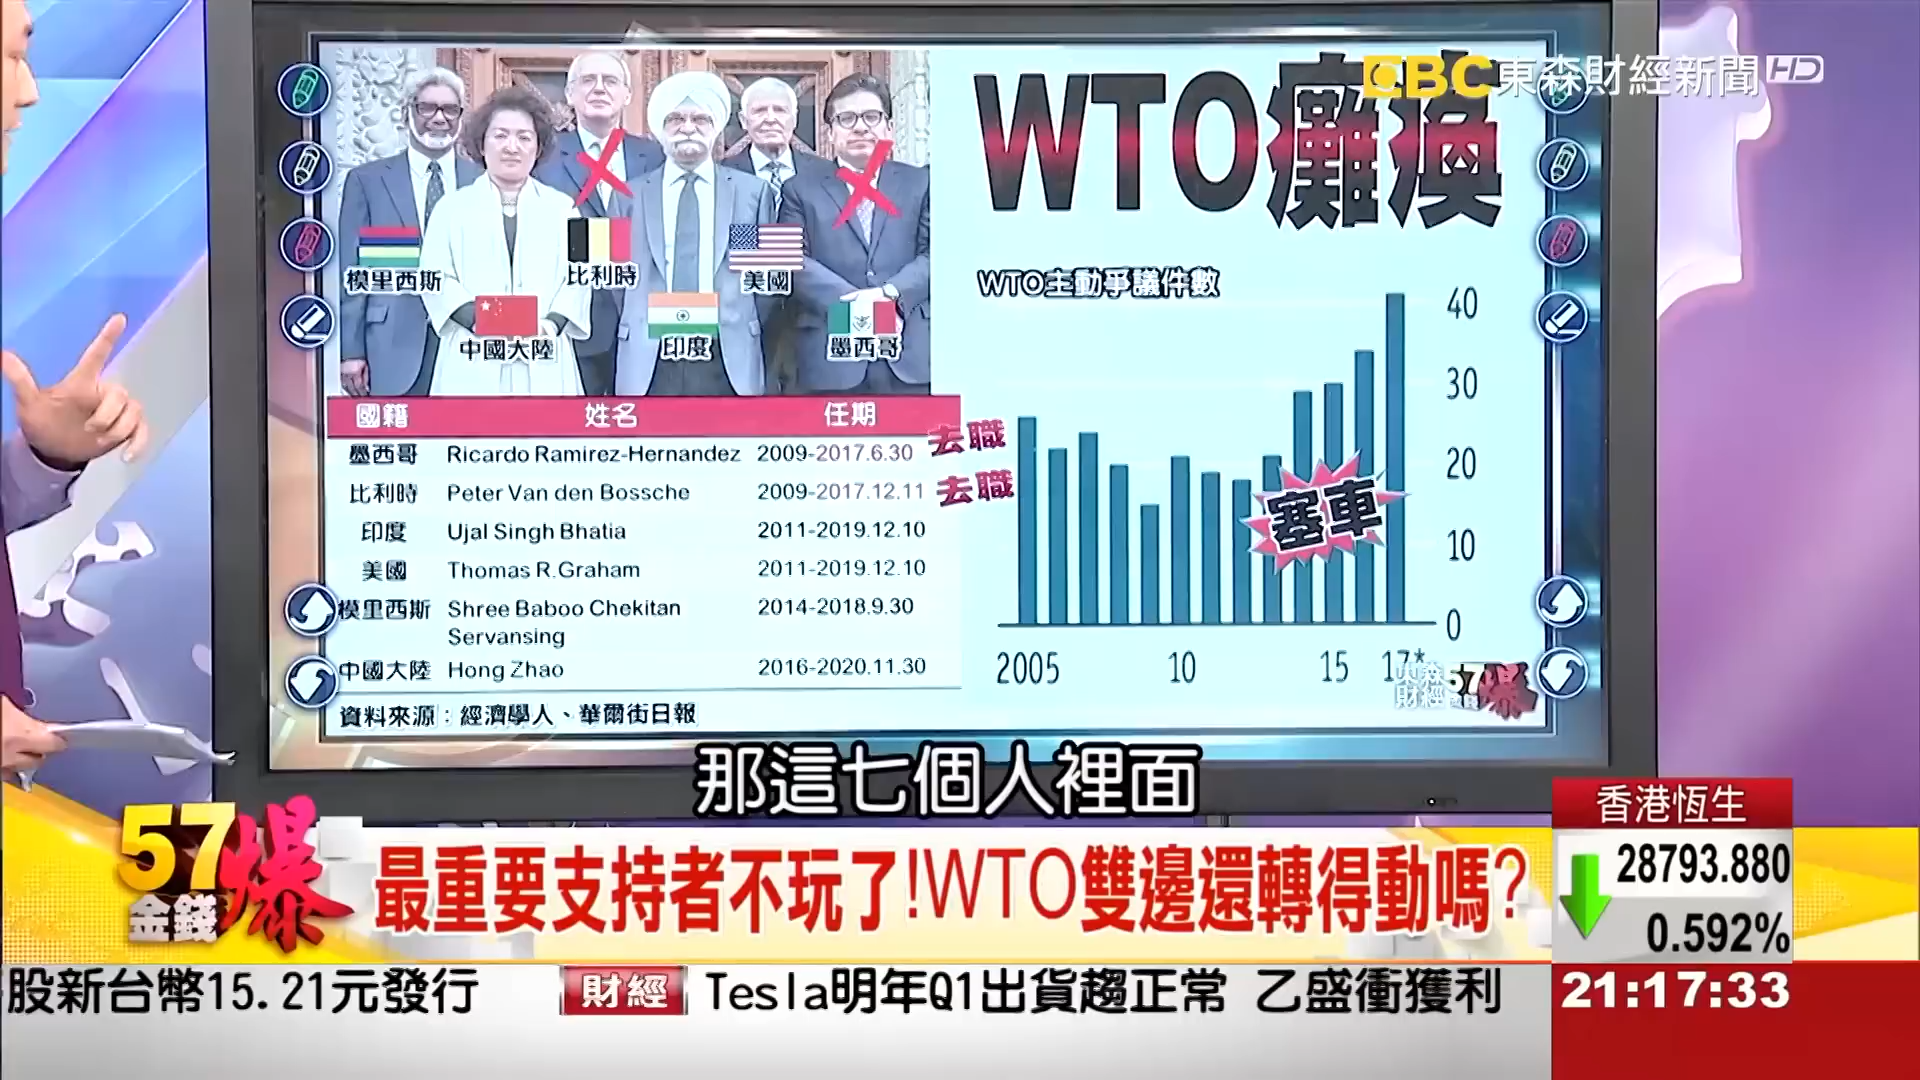 EBC東森財經新聞HD
WTO癱瘓
模里西斯
比利時
美國
中國大陸
印度
墨西哥
WTO主動爭議件數
40
30
20
10
0
2005
10
15
17*
塞車
國籍 姓名 任期
墨西哥 Ricardo Ramirez-Hernandez 2009-2017.6.30 去職
比利時 Peter Van den Bossche 2009-2017.12.11 去職
印度 Ujal Singh Bhatia 2011-2019.12.10
美國 Thomas R.Graham 2011-2019.12.10
模里西斯 Shree Baboo Chekitan 2014-2018.9.30
Servansing
中國大陸 Hong Zhao 2016-2020.11.30
資料來源：經濟學人、華爾街日報
東森
財經
57
爆
那這七個人裡面
57
金錢
爆
最重要支持者不玩了!WTO雙邊還轉得動嗎?
香港恆生
28793.880
0.592%
股新台幣15.21元發行
財經
Tesla明年Q1出貨趨正常 乙盛衝獲利
21:17:33